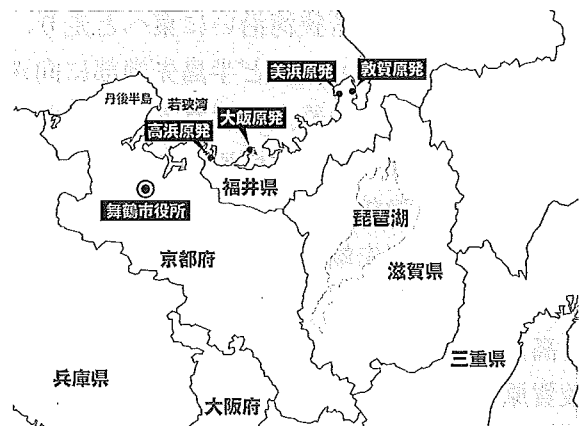 美浜原発
敦賀原発
丹後半島
若狭湾
大飯原発
高浜原発
福井県
舞鶴市役所
琵琶湖
京都府
滋賀県
三重県
兵庫県
大阪府